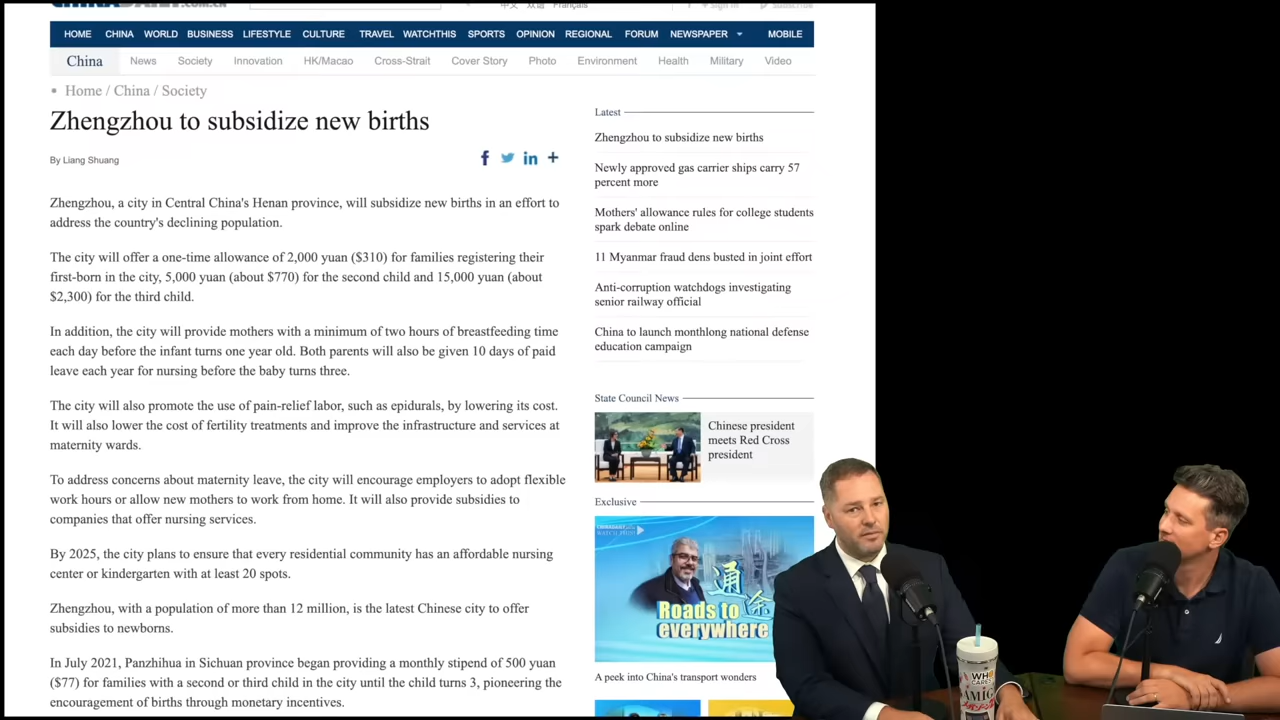 CHINADAILY.COM.CN
中文 双语 Français
Sign in
Subscribe
HOME CHINA WORLD BUSINESS LIFESTYLE CULTURE TRAVEL WATCHTHIS SPORTS OPINION REGIONAL FORUM NEWSPAPER MOBILE
China News Society Innovation HK/Macao Cross-Strait Cover Story Photo Environment Health Military Video
Home / China / Society
Zhengzhou to subsidize new births
By Liang Shuang
Zhengzhou, a city in Central China's Henan province, will subsidize new births in an effort to
address the country's declining population.
The city will offer a one-time allowance of 2,000 yuan ($310) for families registering their
first-born in the city, 5,000 yuan (about $770) for the second child and 15,000 yuan (about
$2,300) for the third child.
In addition, the city will provide mothers with a minimum of two hours of breastfeeding time
each day before the infant turns one year old. Both parents will also be given 10 days of paid
leave each year for nursing before the baby turns three.
The city will also promote the use of pain-relief labor, such as epidurals, by lowering its cost.
It will also lower the cost of fertility treatments and improve the infrastructure and services at
maternity wards.
To address concerns about maternity leave, the city will encourage employers to adopt flexible
work hours or allow new mothers to work from home. It will also provide subsidies to
companies that offer nursing services.
By 2025, the city plans to ensure that every residential community has an affordable nursing
center or kindergarten with at least 20 spots.
Zhengzhou, with a population of more than 12 million, is the latest Chinese city to offer
subsidies to newborns.
In July 2021, Panzhihua in Sichuan province began providing a monthly stipend of 500 yuan
($77) for families with a second or third child in the city until the child turns 3, pioneering the
encouragement of births through monetary incentives.
Latest
Zhengzhou to subsidize new births
Newly approved gas carrier ships carry 57
percent more
Mothers' allowance rules for college students
spark debate online
11 Myanmar fraud dens busted in joint effort
Anti-corruption watchdogs investigating
senior railway official
China to launch monthlong national defense
education campaign
State Council News
Chinese president
meets Red Cross
president
Exclusive
通途
Roads to
everywhere
A peek into China's transport wonders
WHO
CARES
AMIGO